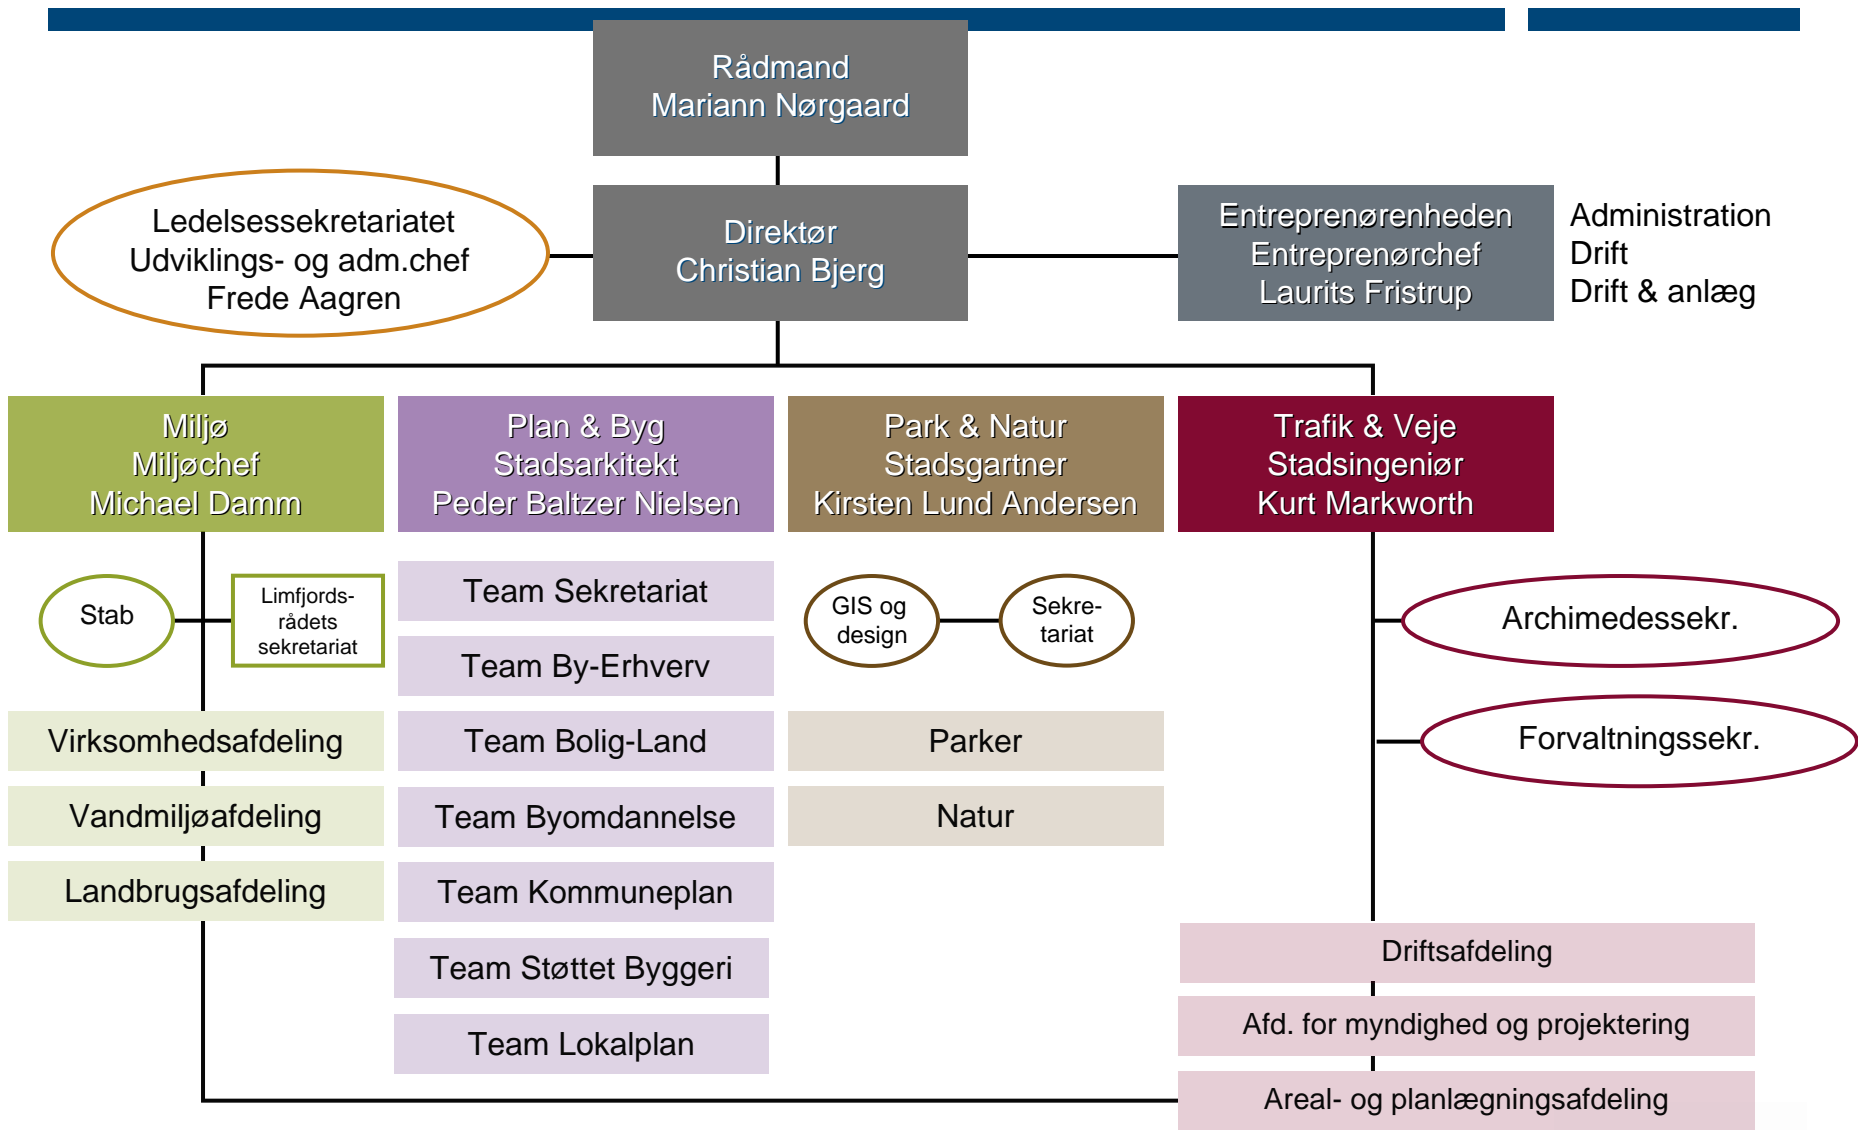 Rådmand
Mariann Nørgaard
Ledelsessekretariatet
Udviklings- og adm.chef
Frede Aagren
Direktør
Christian Bjerg
Entreprenørenheden
Entreprenørchef
Laurits Fristrup
Administration
Drift
Drift & anlæg
Miljø
Miljøchef
Michael Damm
Stab
Limfjords-
rådets
sekretariat
Virksomhedsafdeling
Vandmiljøafdeling
Landbrugsafdeling
Plan & Byg
Stadsarkitekt
Peder Baltzer Nielsen
Team Sekretariat
Team By-Erhverv
Team Bolig-Land
Team Byomdannelse
Team Kommuneplan
Team Støttet Byggeri
Team Lokalplan
Park & Natur
Stadsgartner
Kirsten Lund Andersen
GIS og
design
Sekre-
tariat
Parker
Natur
Trafik & Veje
Stadsingeniør
Kurt Markworth
Archimedessekr.
Forvaltningssekr.
Driftsafdeling
Afd. for myndighed og projektering
Areal- og planlægningsafdeling